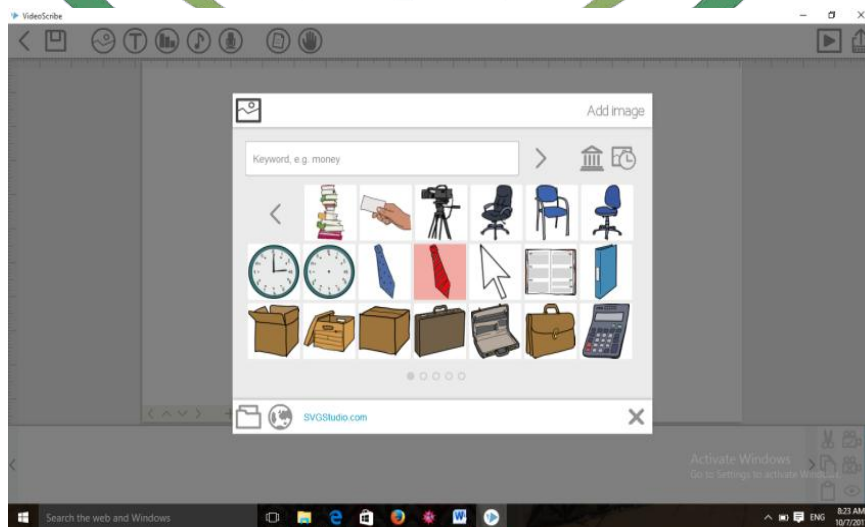 VideoScribe
Add image
Keyword, e.g. money
SVGStudio.com
Activate Windows
Go to Settings to activate Windows.
Search the web and Windows
ENG
8:23 AM